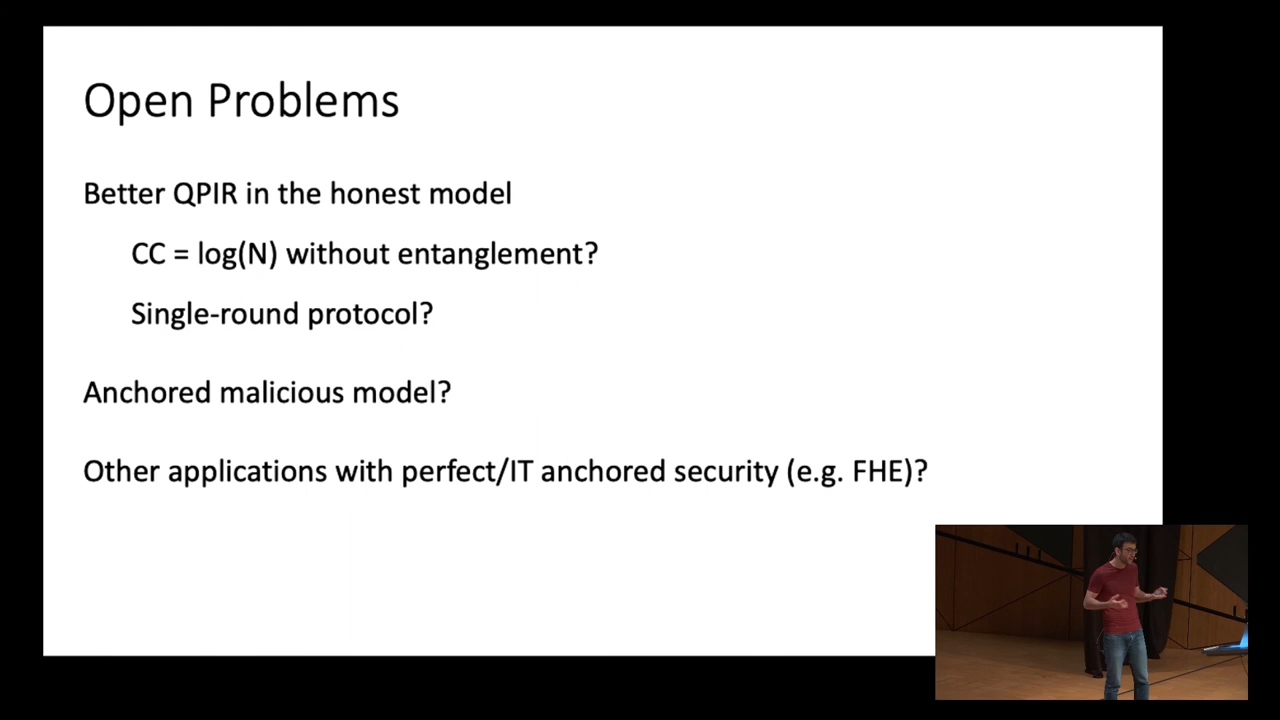 Open Problems
Better QPIR in the honest model
CC = log(N) without entanglement?
Single-round protocol?
Anchored malicious model?
Other applications with perfect/IT anchored security (e.g. FHE)?